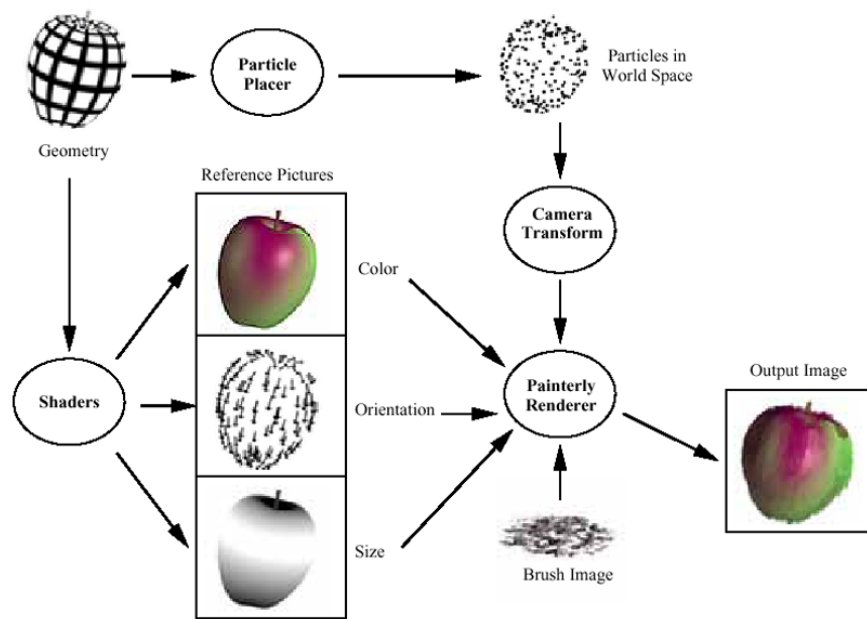 Particle
Placer
Particles in
World Space
Geometry
Reference Pictures
Camera
Transform
Color
Shaders
Orientation
Painterly
Renderer
Output Image
Size
Brush Image